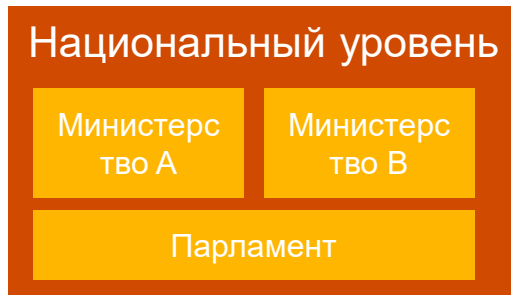 Национальный уровень
Министерс
тво А
Министерс
тво В
Парламент